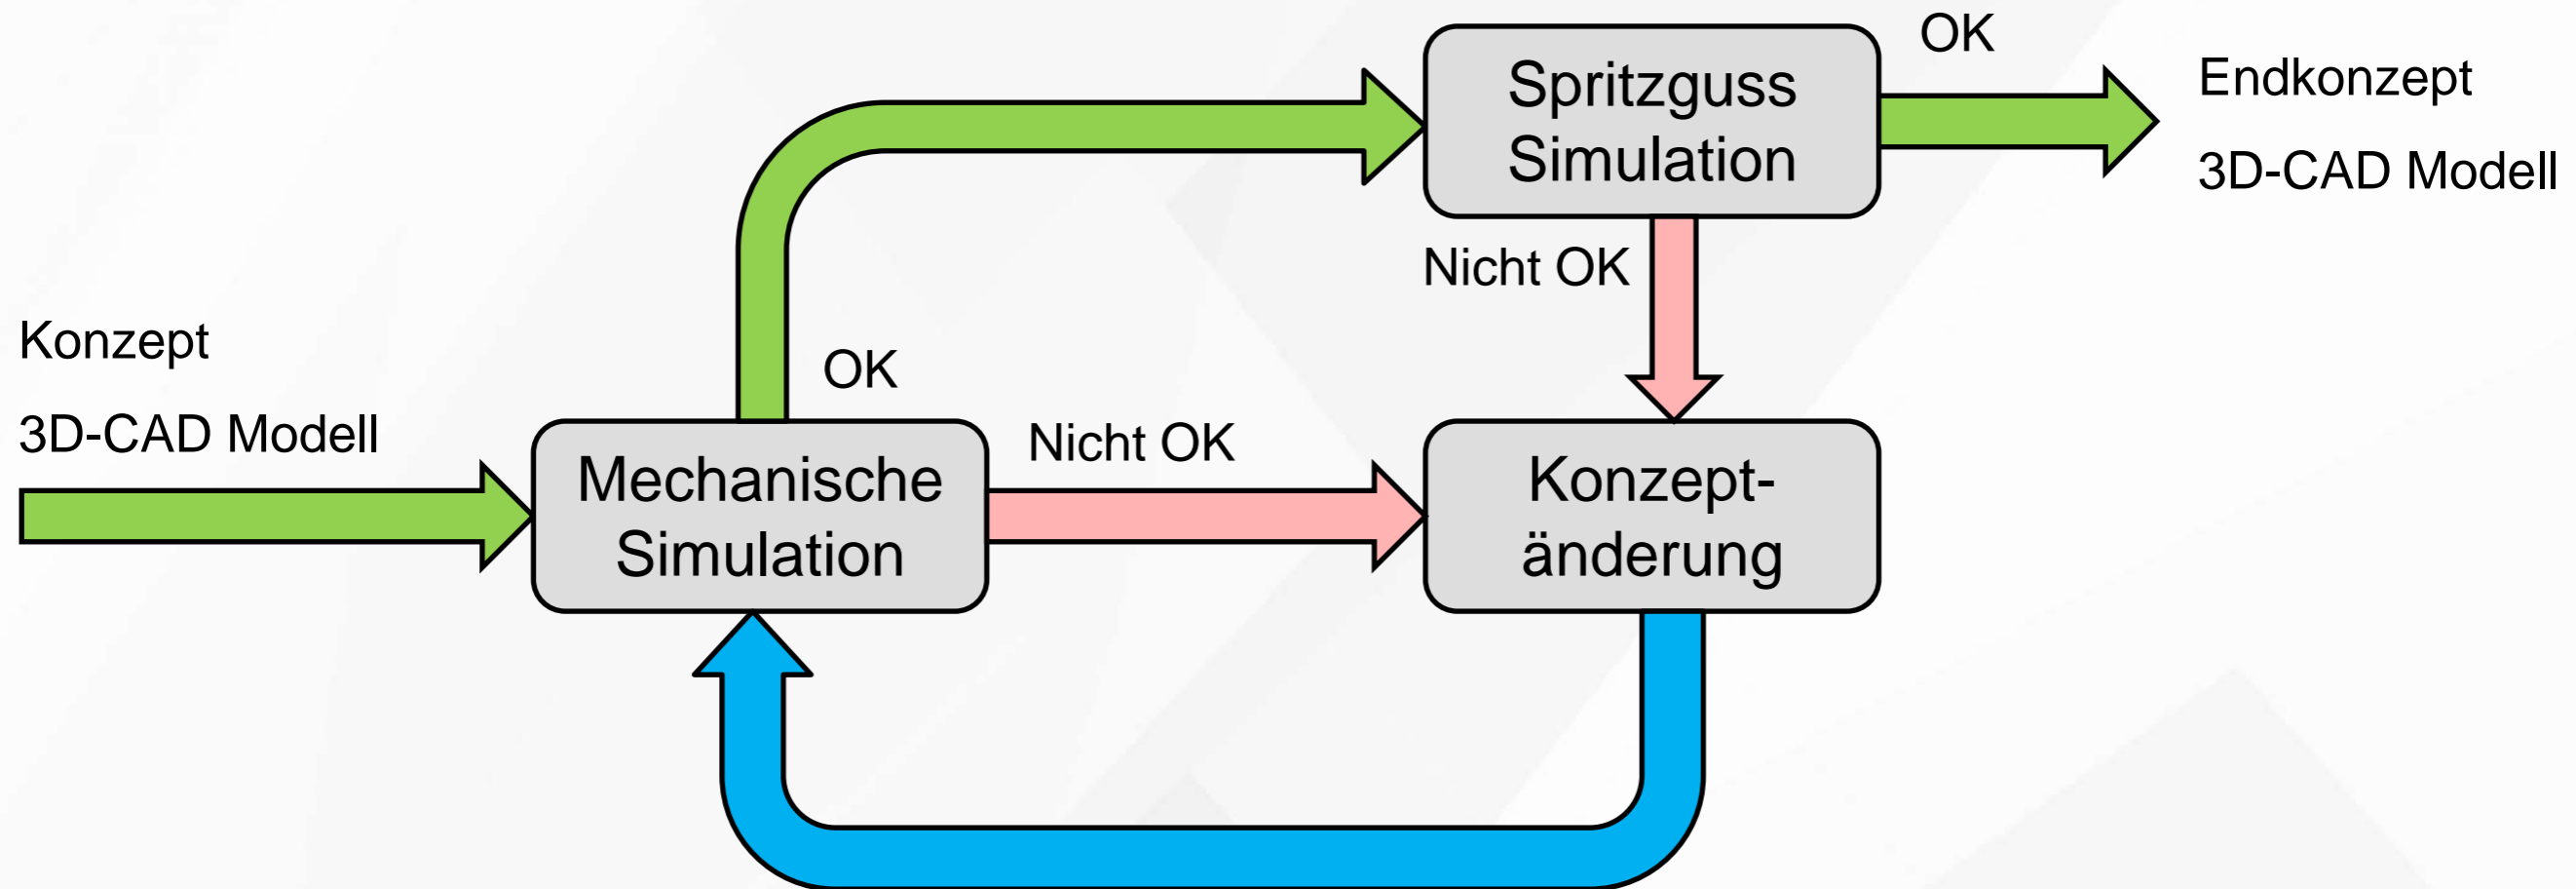 OK
Spritzguss
Simulation
Endkonzept
3D-CAD Modell
Nicht OK
Konzept
3D-CAD Modell
OK
Mechanische
Simulation
Nicht OK
Konzept-
änderung